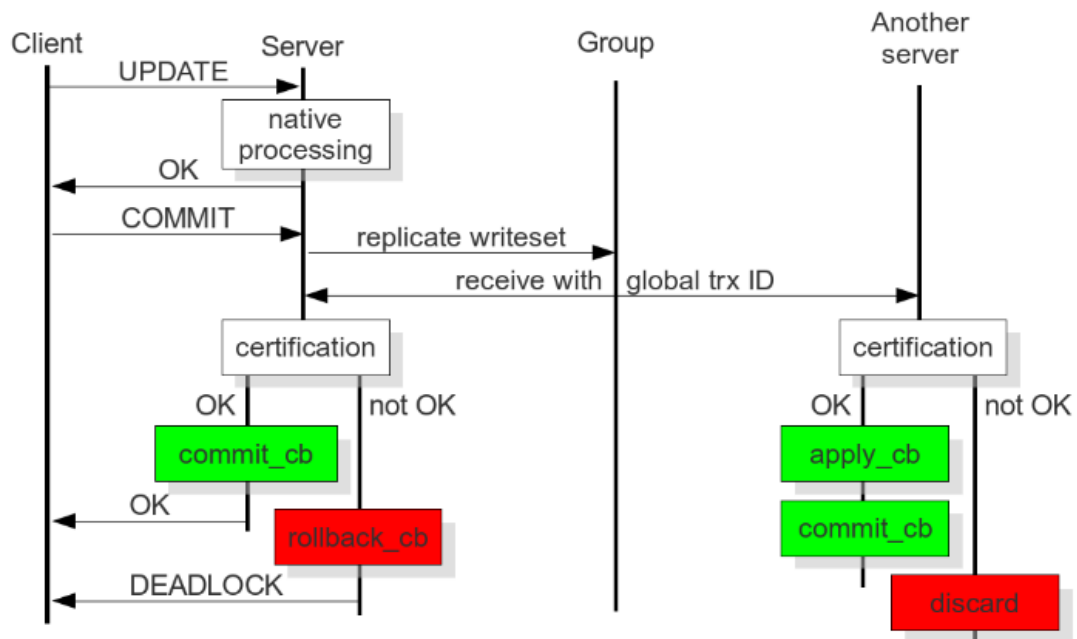 Client
Server
Group
Another
server
UPDATE
native
processing
OK
COMMIT
replicate writeset
receive with global trx ID
certification
certification
OK
not OK
OK
not OK
commit_cb
apply_cb
OK
rollback_cb
commit_cb
DEADLOCK
discard